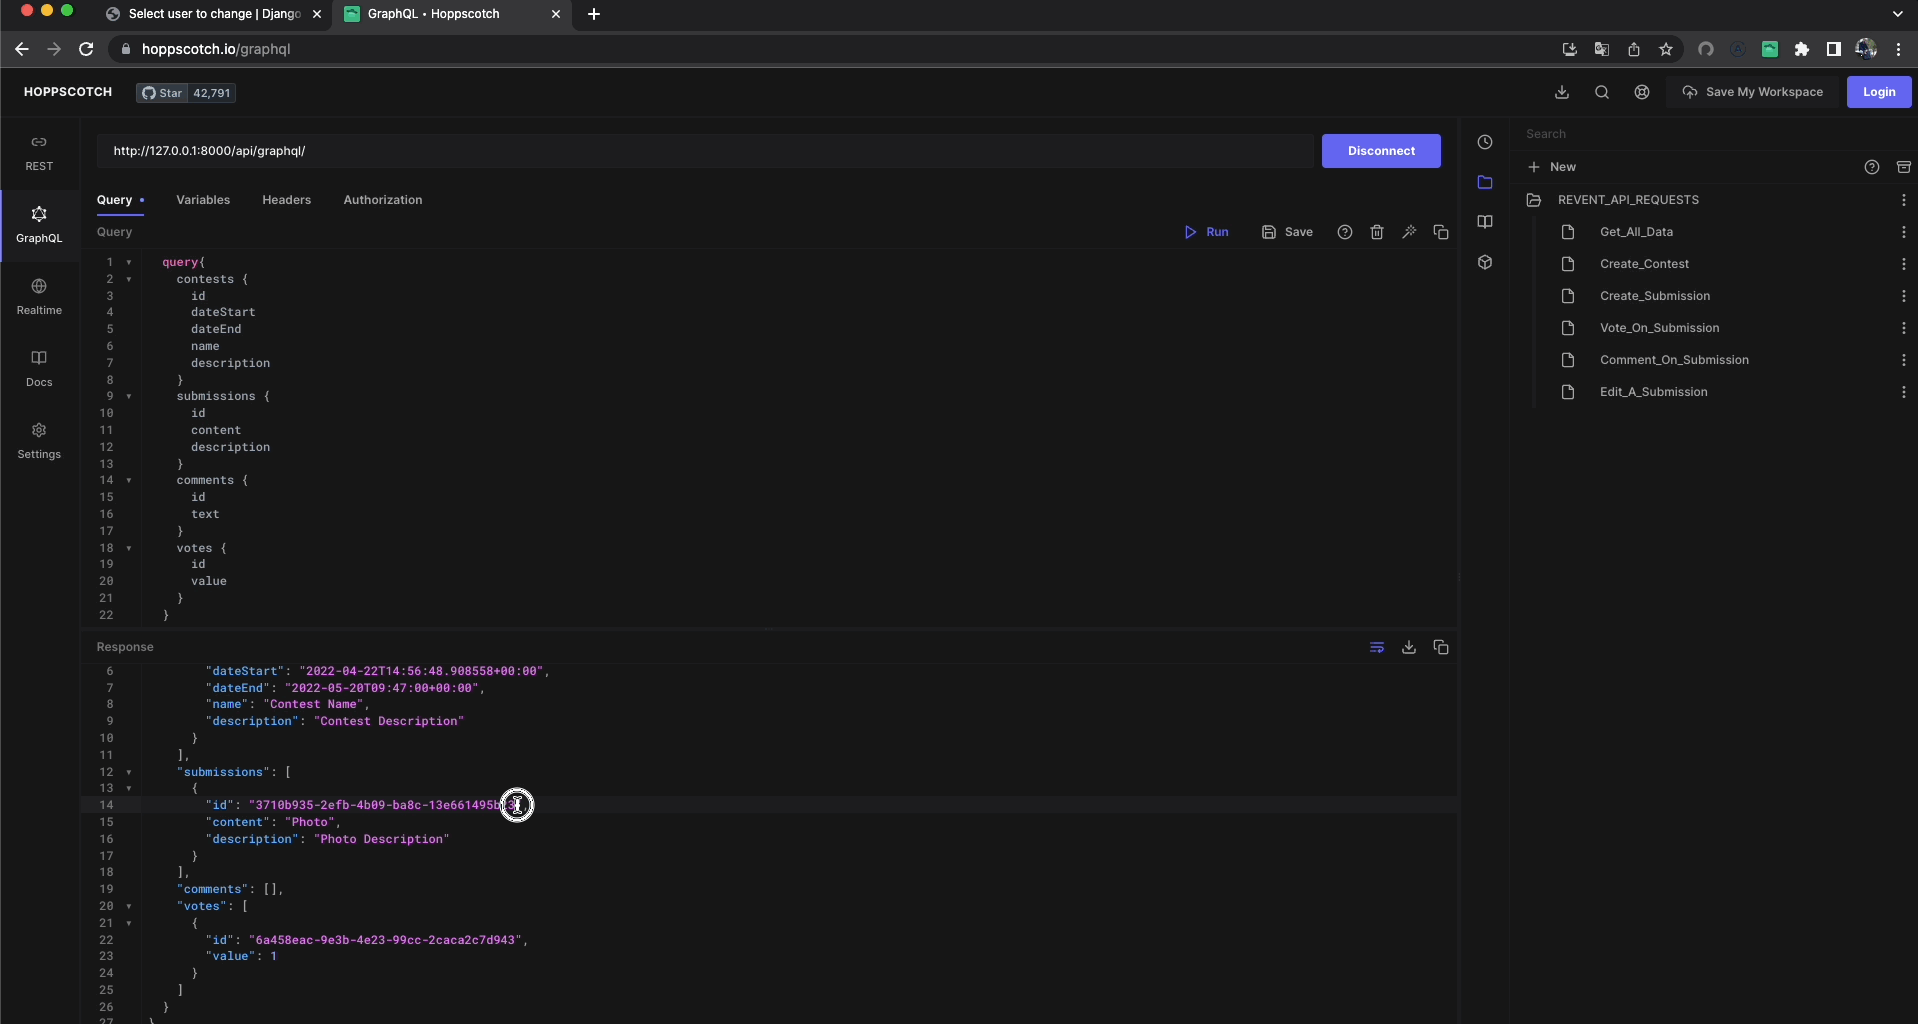 Select user to change | Django
GraphQL • Hoppscotch
hoppscotch.io/graphql
HOPPSCOTCH
Star 42,791
Save My Workspace
Login
REST
GraphQL
Realtime
Docs
Settings
http://127.0.0.1:8000/api/graphql/
Disconnect
Query • Variables Headers Authorization
Query
Run Save
1 query{
2 contests {
3 id
4 dateStart
5 dateEnd
6 name
7 description
8 }
9 submissions {
10 id
11 content
12 description
13 }
14 comments {
15 id
16 text
17 }
18 votes {
19 id
20 value
21 }
22 }
Response
6 "dateStart": "2022-04-22T14:56:48.908558+00:00",
7 "dateEnd": "2022-05-20T09:47:00+00:00",
8 "name": "Contest Name",
9 "description": "Contest Description"
10 }
11 ],
12 "submissions": [
13 {
14 "id":
15 "content": "Photo",
16 "description": "Photo Description"
17 }
18 ],
19 "comments": [],
20 "votes": [
21 {
22 "id": "6a458eac-9e3b-4e23-99cc-2caca2c7d943",
23 "value": 1
24 }
25 ]
26 }
27 }
Search
New
REVENT_API_REQUESTS
Get_All_Data
Create_Contest
Create_Submission
Vote_On_Submission
Comment_On_Submission
Edit_A_Submission